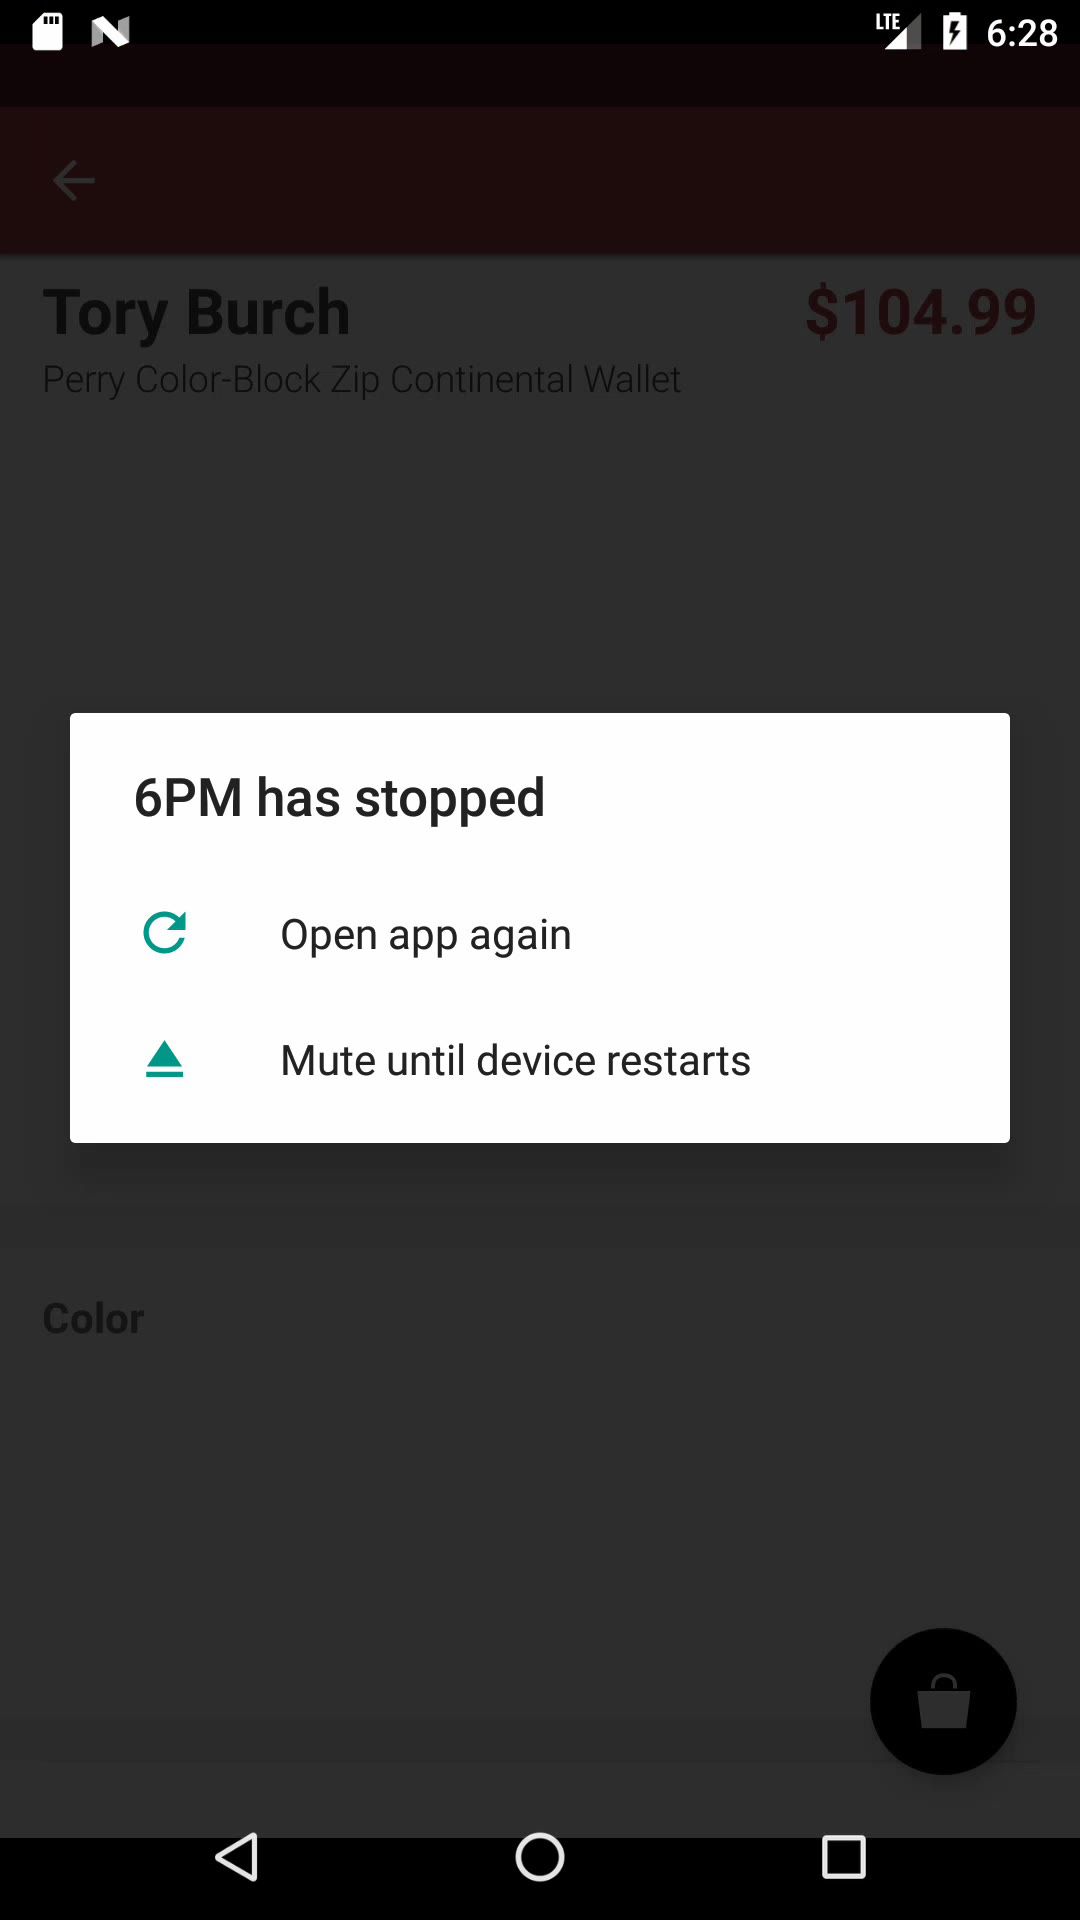 LTE 6:28
Tory Burch $104.99
Perry Color-Block Zip Continental Wallet
6PM has stopped
Open app again
Mute until device restarts
Color